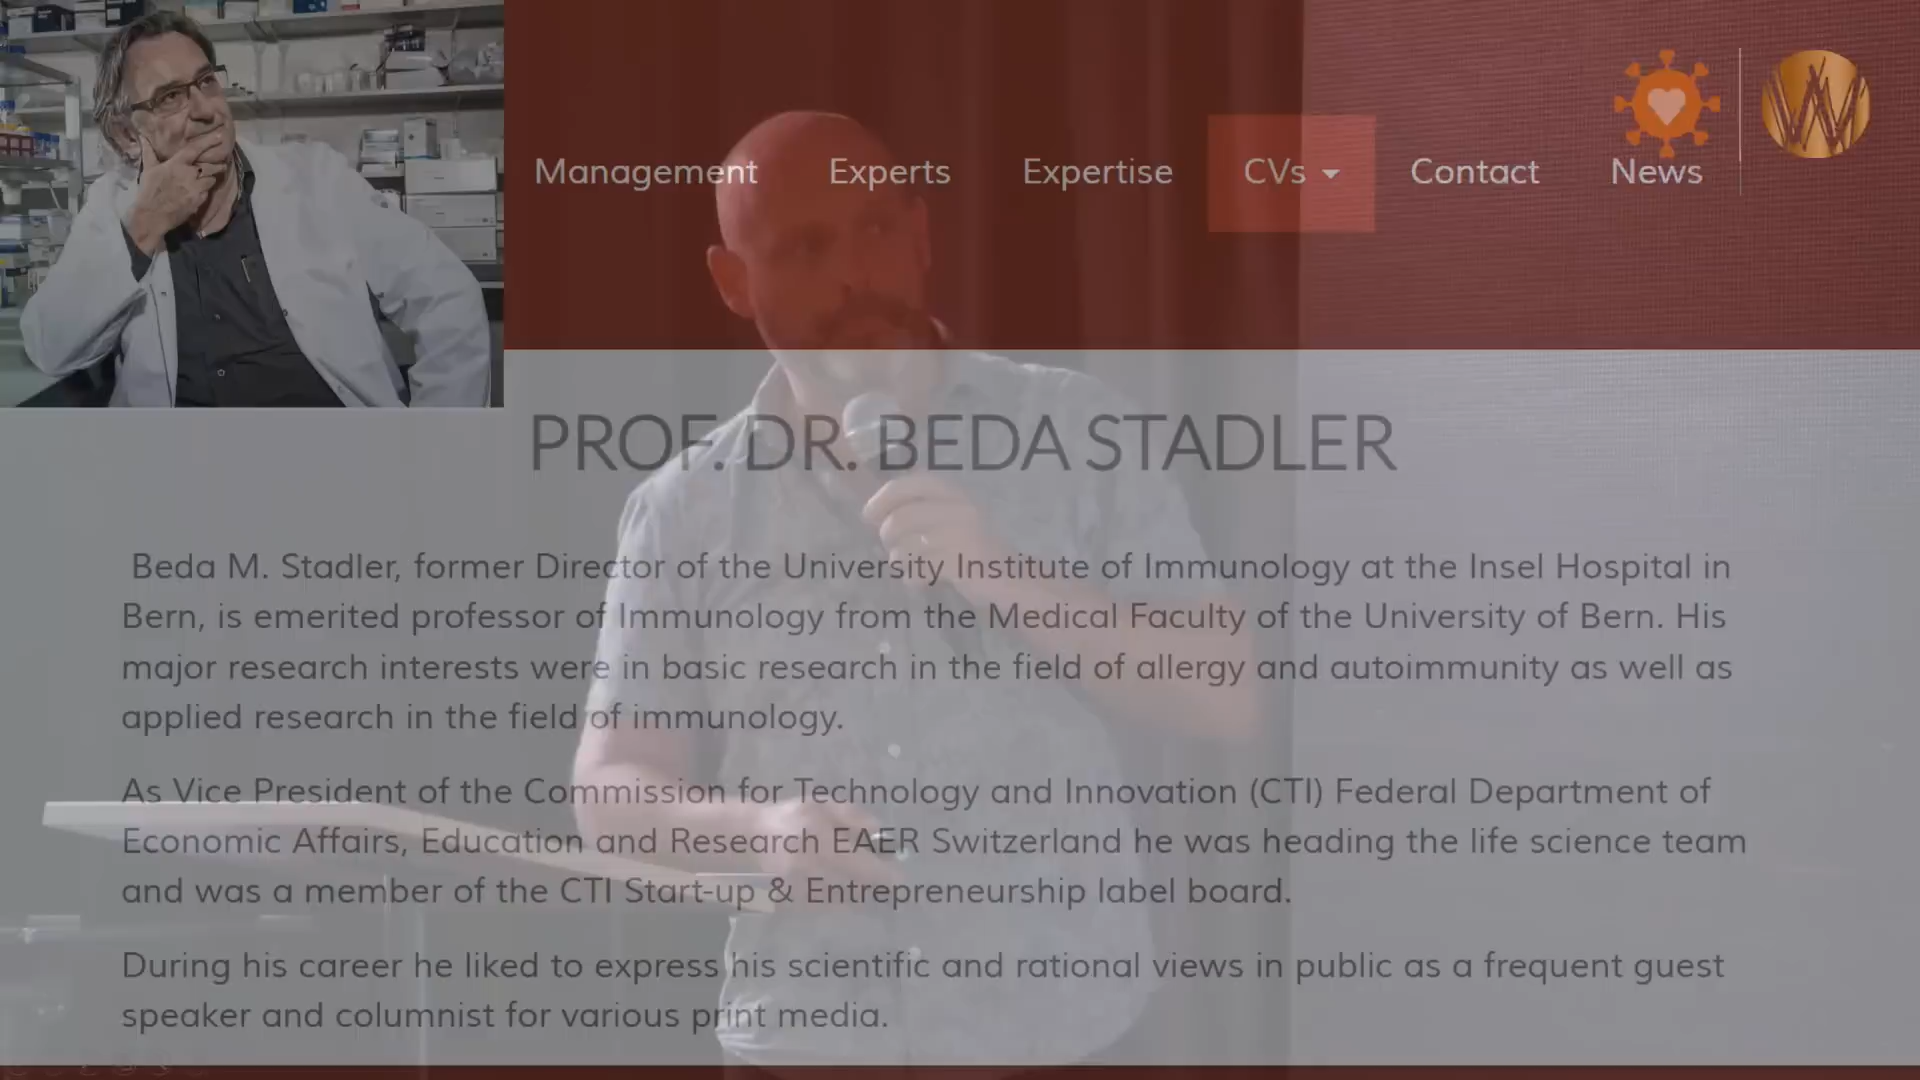 Management Experts Expertise CVs Contact News
PROF. DR. BEDA STADLER
Beda M. Stadler, former Director of the University Institute of Immunology at the Insel Hospital in
Bern, is emerited professor of Immunology from the Medical Faculty of the University of Bern. His
major research interests were in basic research in the field of allergy and autoimmunity as well as
applied research in the field of immunology.
As Vice President of the Commission for Technology and Innovation (CTI) Federal Department of
Economic Affairs, Education and Research EAER Switzerland he was heading the life science team
and was a member of the CTI Start-up & Entrepreneurship label board.
During his career he liked to express his scientific and rational views in public as a frequent guest
speaker and columnist for various print media.